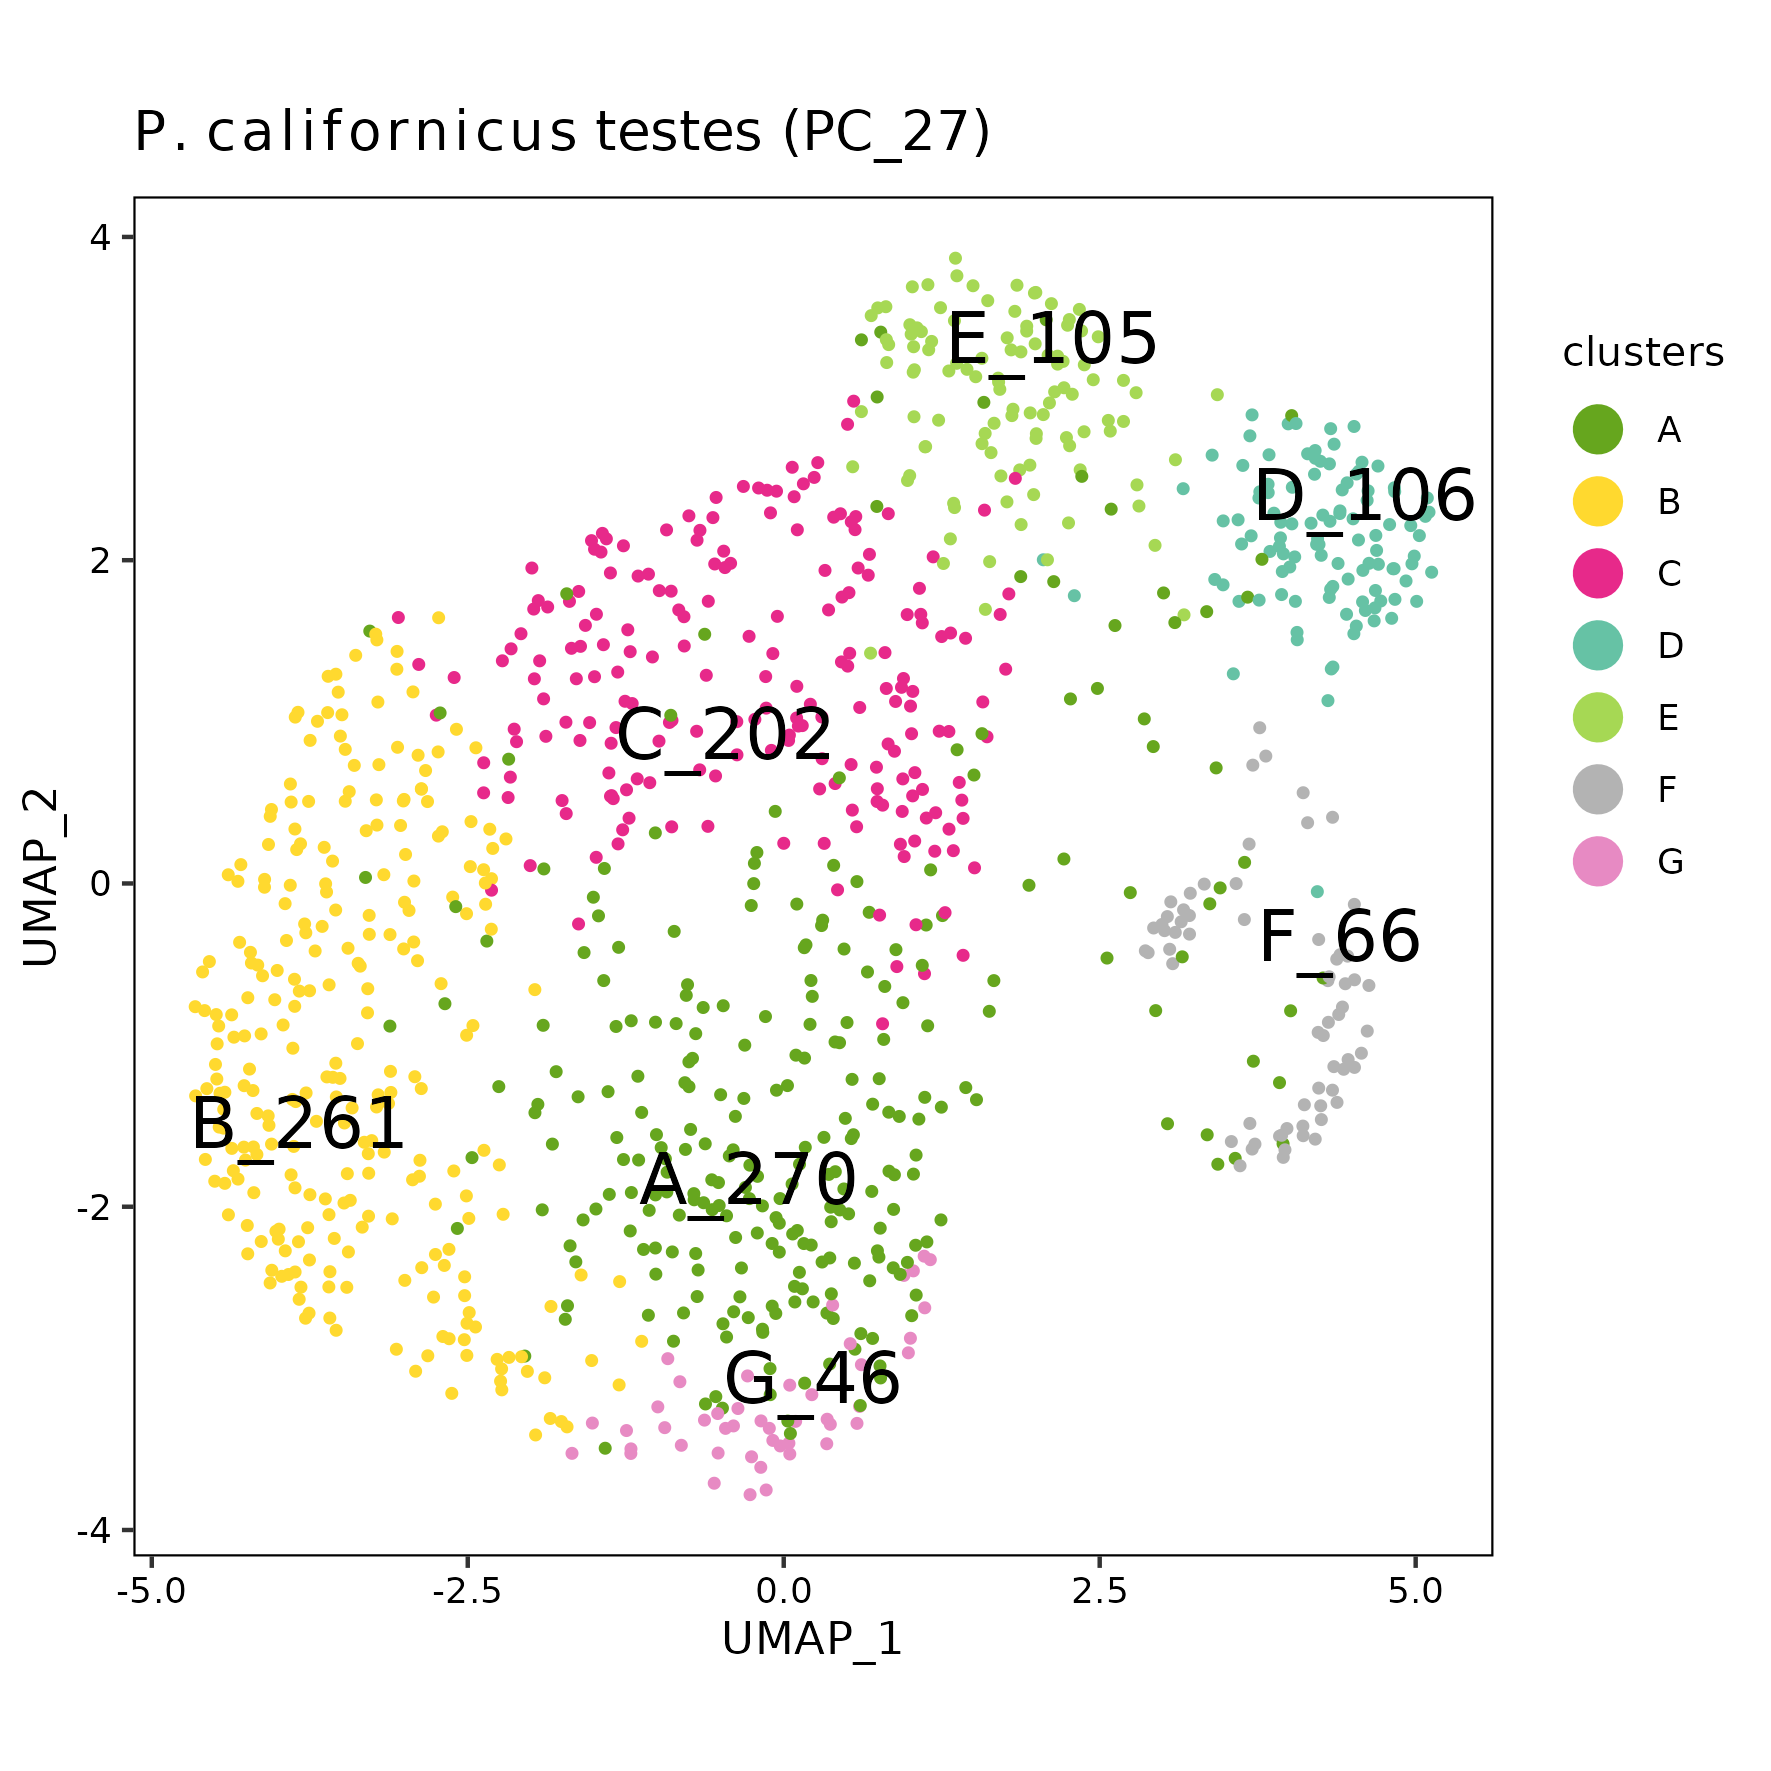 P. californicus testes (PC_27)
4
2
0
-2
-4
UMAP_2
E_105
D_106
C_202
F_66
B_261
A_270
G_46
-5.0 -2.5 0.0 2.5 5.0
UMAP_1
clusters
A
B
C
D
E
F
G